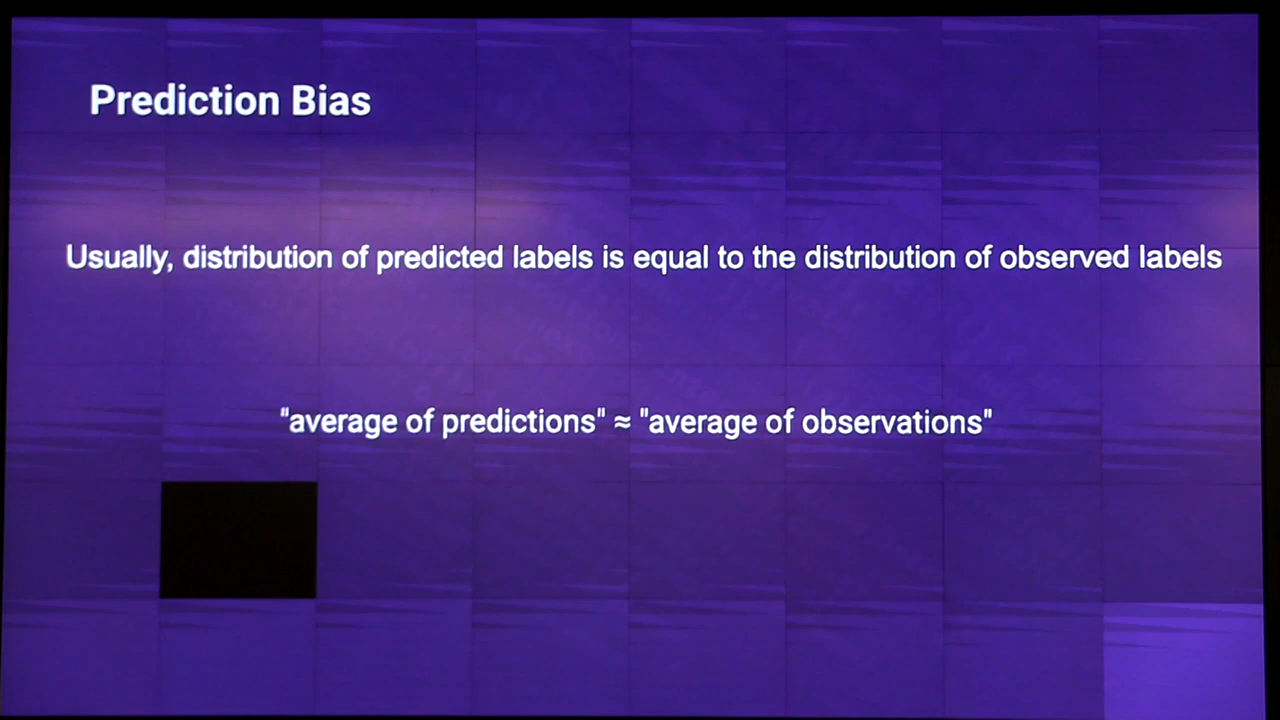 Prediction Bias
Usually, distribution of predicted labels is equal to the distribution of observed labels
"average of predictions" ≈ "average of observations"